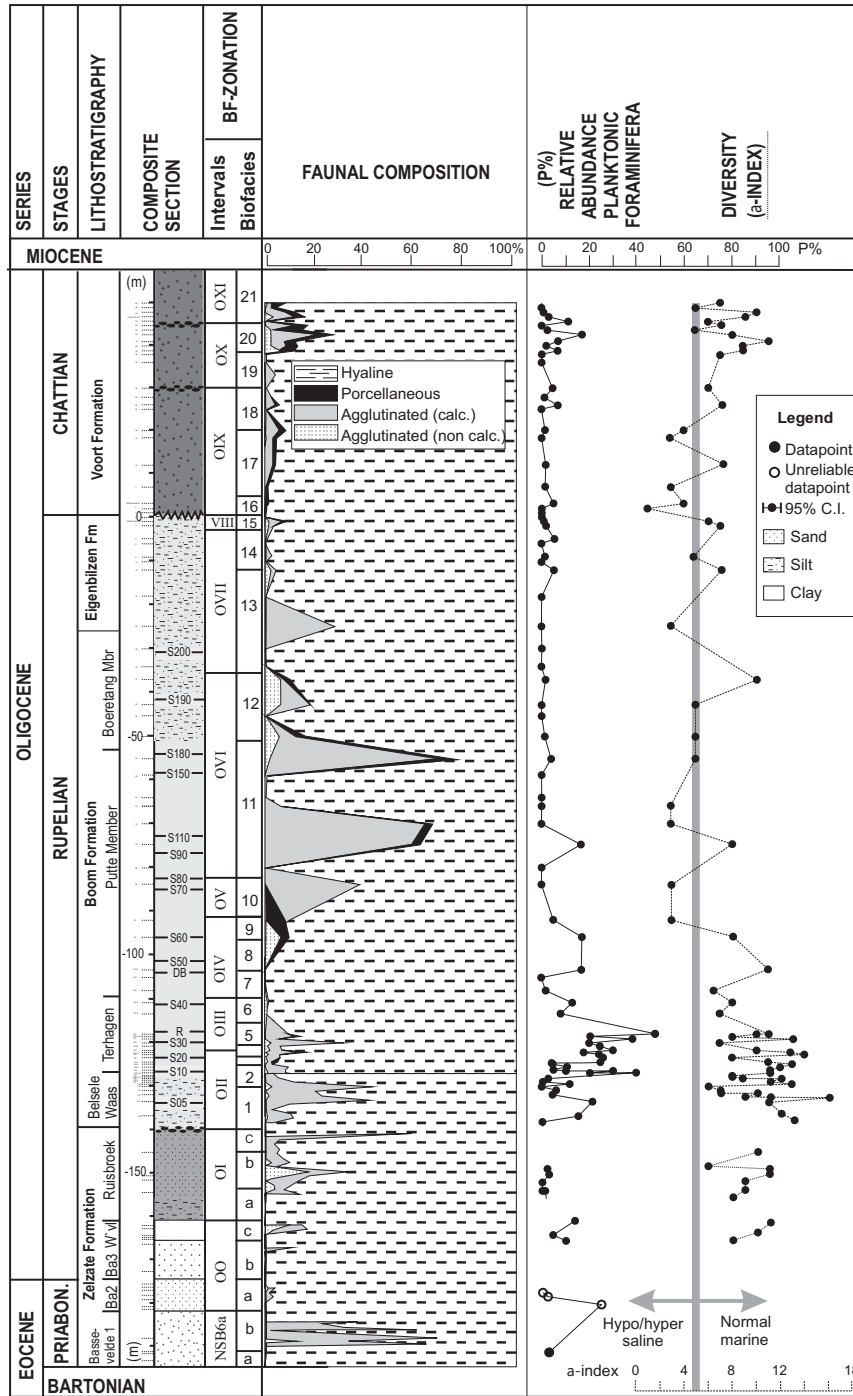 SERIES
STAGES
LITHOSTRATIGRAPHY
COMPOSITE
SECTION
BF-ZONATION
Intervals
Biofacies
FAUNAL COMPOSITION
(P%)
RELATIVE
ABUNDANCE
PLANKTONIC
FORAMINIFERA
DIVERSITY
(a-INDEX)
MIOCENE
0 20 40 60 80 100%
0 20 40 60 80 100 P%
OLIGOCENE
EOCENE
CHATTIAN
RUPELIAN
PRIABON.
BARTONIAN
Voort Formation
Eigenbilzen Fm
Boom Formation
Boeretang Mbr
Putte Member
Terhagen
Belsele
Waas
Zelzate Formation
Ruisbroek
W`vl
Ba3
Ba2
Basse-
velde 1
(m)
0
-50
-100
-150
(m)
S200
S190
S180
S150
S110
S90
S80
S70
S60
S50
DB
S40
R
S30
S20
S10
S05
OXI
OX
OIX
VIII
OVII
OVI
OV
OIV
OIII
OII
OI
OO
NSB6a
21
20
19
18
17
16
15
14
13
12
11
10
9
8
7
6
5
2
1
c
b
a
c
b
a
b
a
Hyaline
Porcellaneous
Agglutinated (calc.)
Agglutinated (non calc.)
Legend
Datapoint
Unreliable
datapoint
95% C.I.
Sand
Silt
Clay
Hypo/hyper
saline
Normal
marine
a-index 0 4 8 12 18